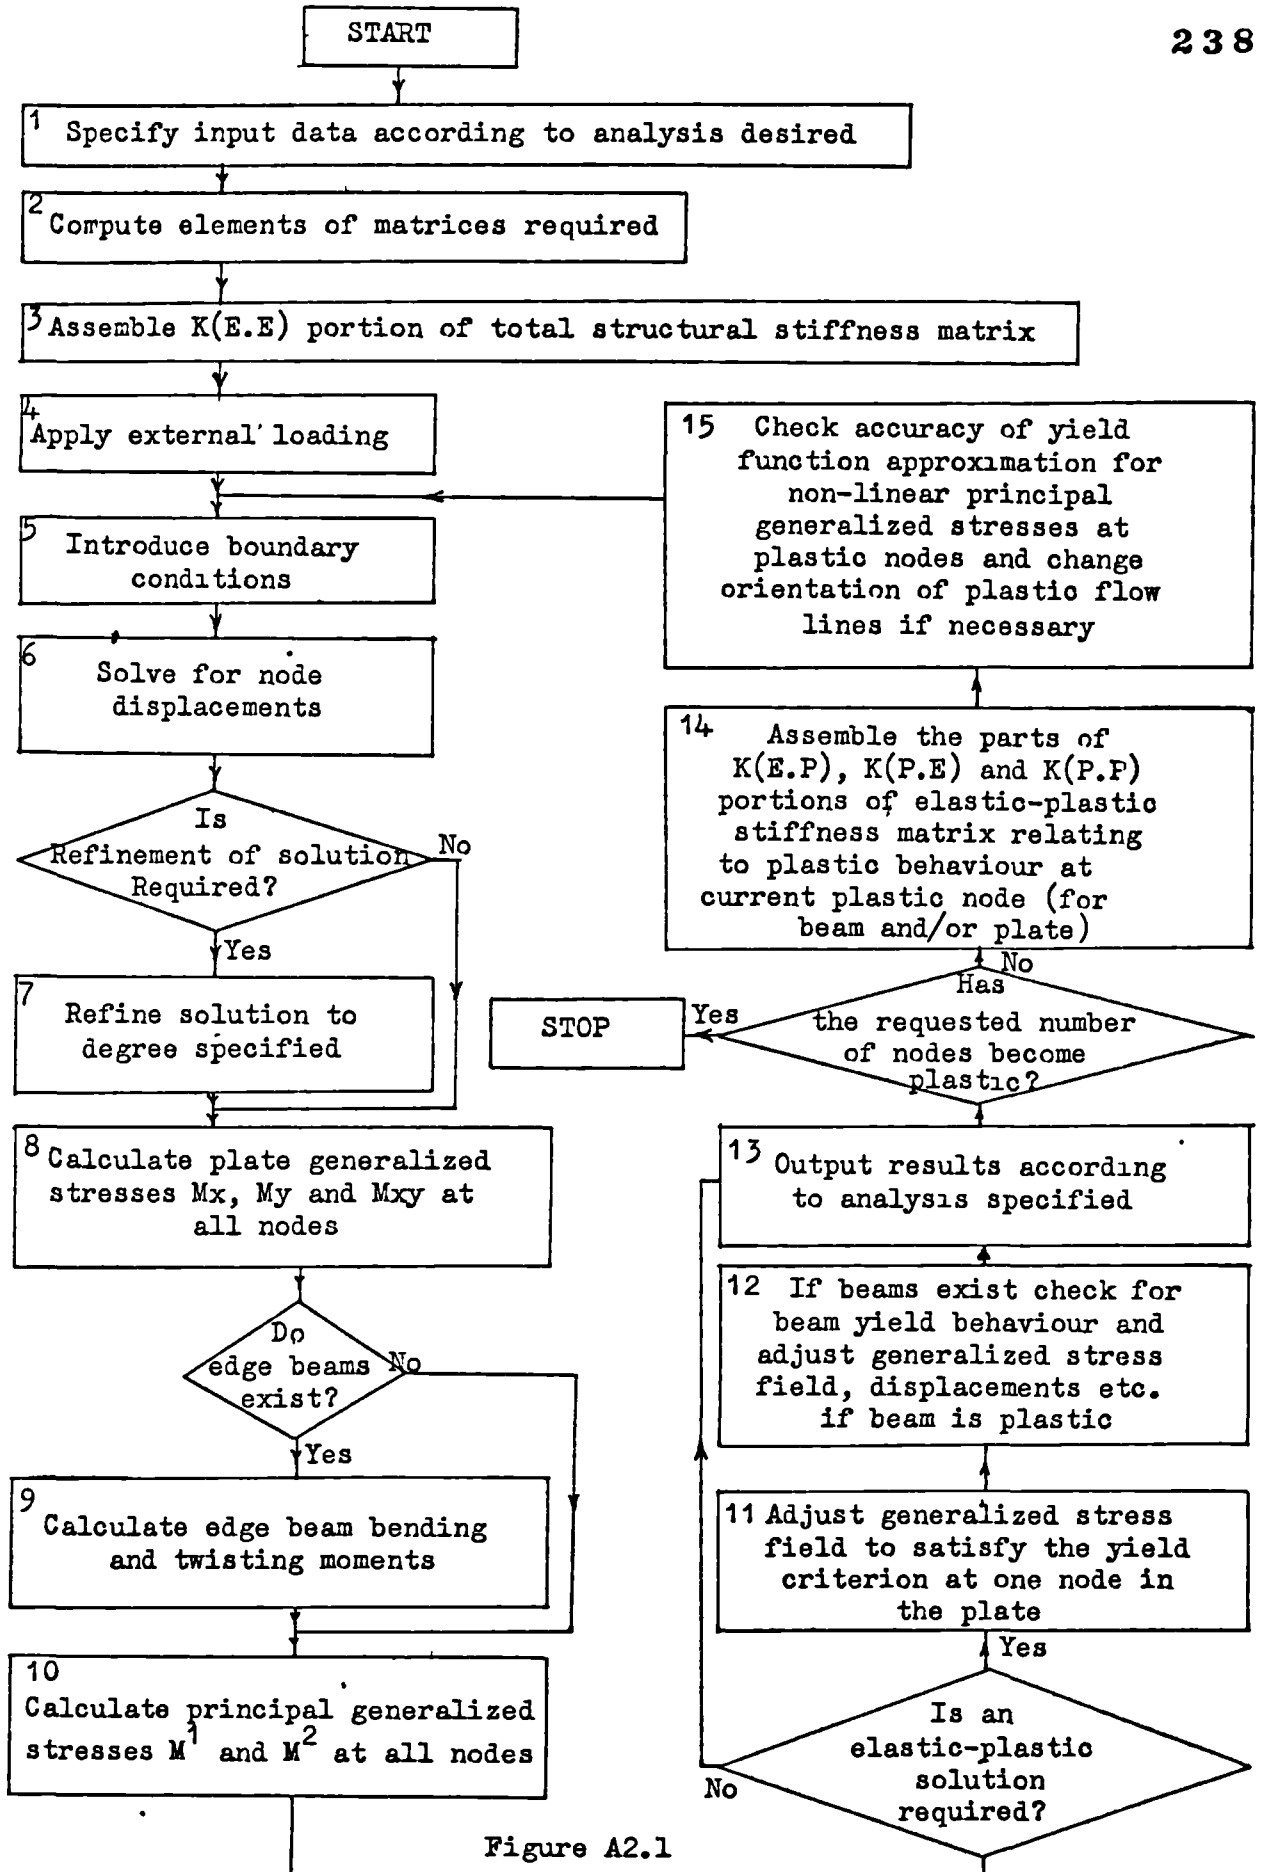 238
START
1 Specify input data according to analysis desired
2 Compute elements of matrices required
3 Assemble K(E.E) portion of total structural stiffness matrix
4
Apply external loading
5
Introduce boundary
conditions
6
Solve for node
displacements
Is
Refinement of solution
Required?
No
Yes
7
Refine solution to
degree specified
8 Calculate plate generalized
stresses Mx, My and Mxy at
all nodes
Do
edge beams
exist?
No
Yes
9
Calculate edge beam bending
and twisting moments
10
Calculate principal generalized
stresses M¹ and M² at all nodes
15 Check accuracy of yield
function approximation for
non-linear principal
generalized stresses at
plastic nodes and change
orientation of plastic flow
lines if necessary
14 Assemble the parts of
K(E.P), K(P.E) and K(P.P)
portions of elastic-plastic
stiffness matrix relating
to plastic behaviour at
current plastic node (for
beam and/or plate)
No
Has
the requested number
of nodes become
plastic?
Yes
STOP
13 Output results according
to analysis specified
12 If beams exist check for
beam yield behaviour and
adjust generalized stress
field, displacements etc.
if beam is plastic
11 Adjust generalized stress
field to satisfy the yield
criterion at one node in
the plate
Yes
Is an
elastic-plastic
solution
required?
No
Figure A2.1